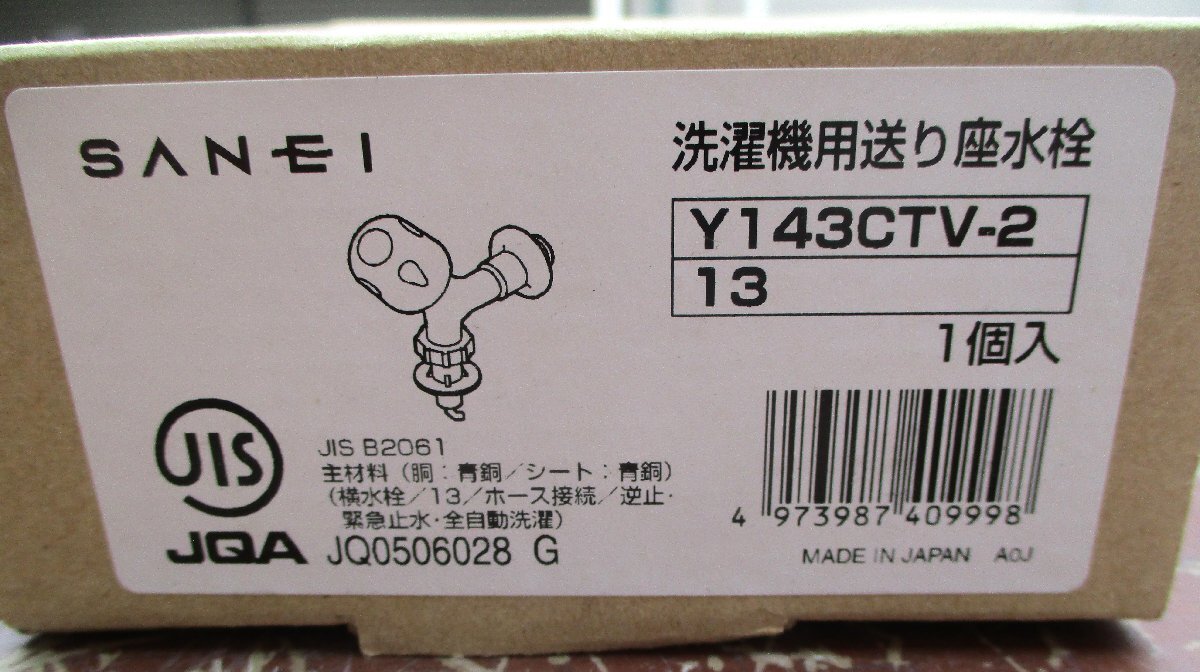 SANEI
洗濯機用送り座水栓
Y143CTV-2
13
1個入
JIS
JIS B2061
主材料(胴:青銅/シート:青銅)
(横水栓/13/ホース接続/逆止・
緊急止水・全自動洗濯)
JQA JQ0506028 G
4 973987 409998
MADE IN JAPAN A0J